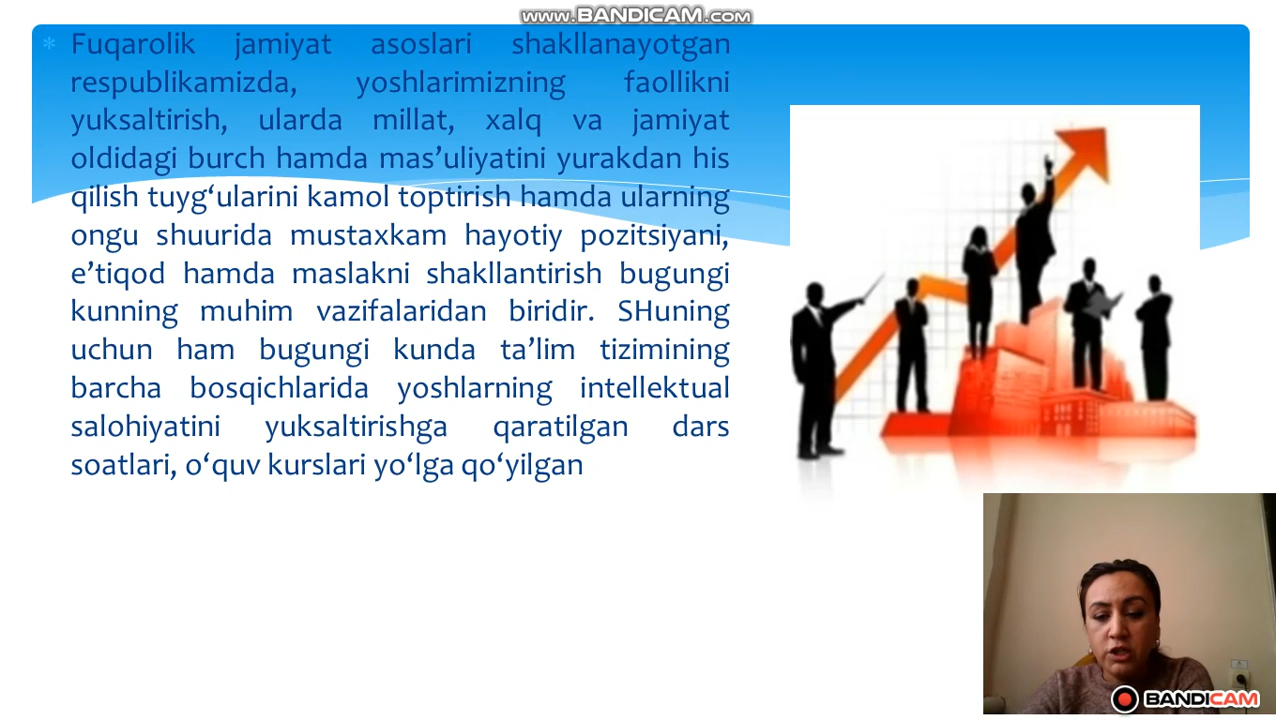 www.BANDICAM.com
* Fuqarolik jamiyat asoslari shakllanayotgan
respublikamizda, yoshlarimizning faollikni
yuksaltirish, ularda millat, xalq va jamiyat
oldidagi burch hamda mas’uliyatini yurakdan his
qilish tuyg‘ularini kamol toptirish hamda ularning
ongu shuurida mustaxkam hayotiy pozitsiyani,
e’tiqod hamda maslakni shakllantirish bugungi
kunning muhim vazifalaridan biridir. SHuning
uchun ham bugungi kunda ta’lim tizimining
barcha bosqichlarida yoshlarning intellektual
salohiyatini yuksaltirishga qaratilgan dars
soatlari, o‘quv kurslari yo‘lga qo‘yilgan
BANDICAM